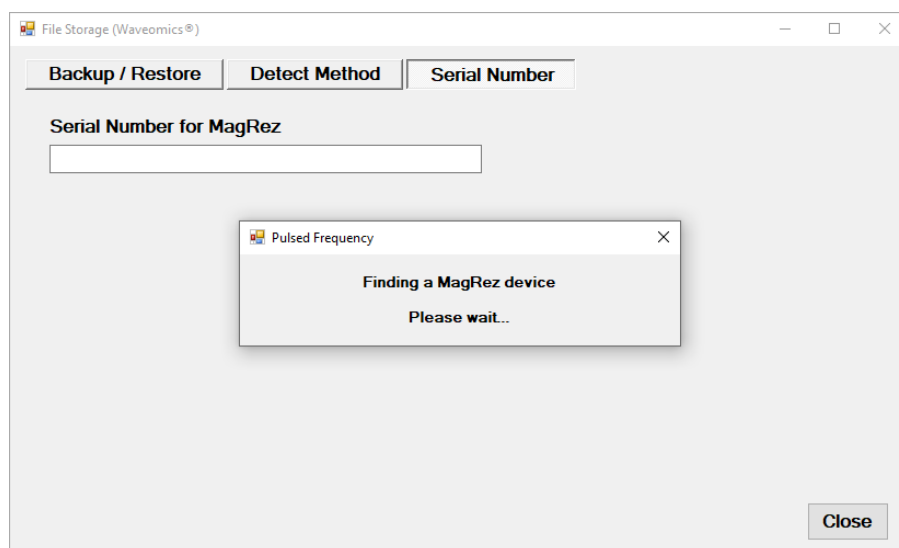 File Storage (Waveomics®)
Backup / Restore Detect Method Serial Number
Serial Number for MagRez
Pulsed Frequency
Finding a MagRez device
Please wait...
Close